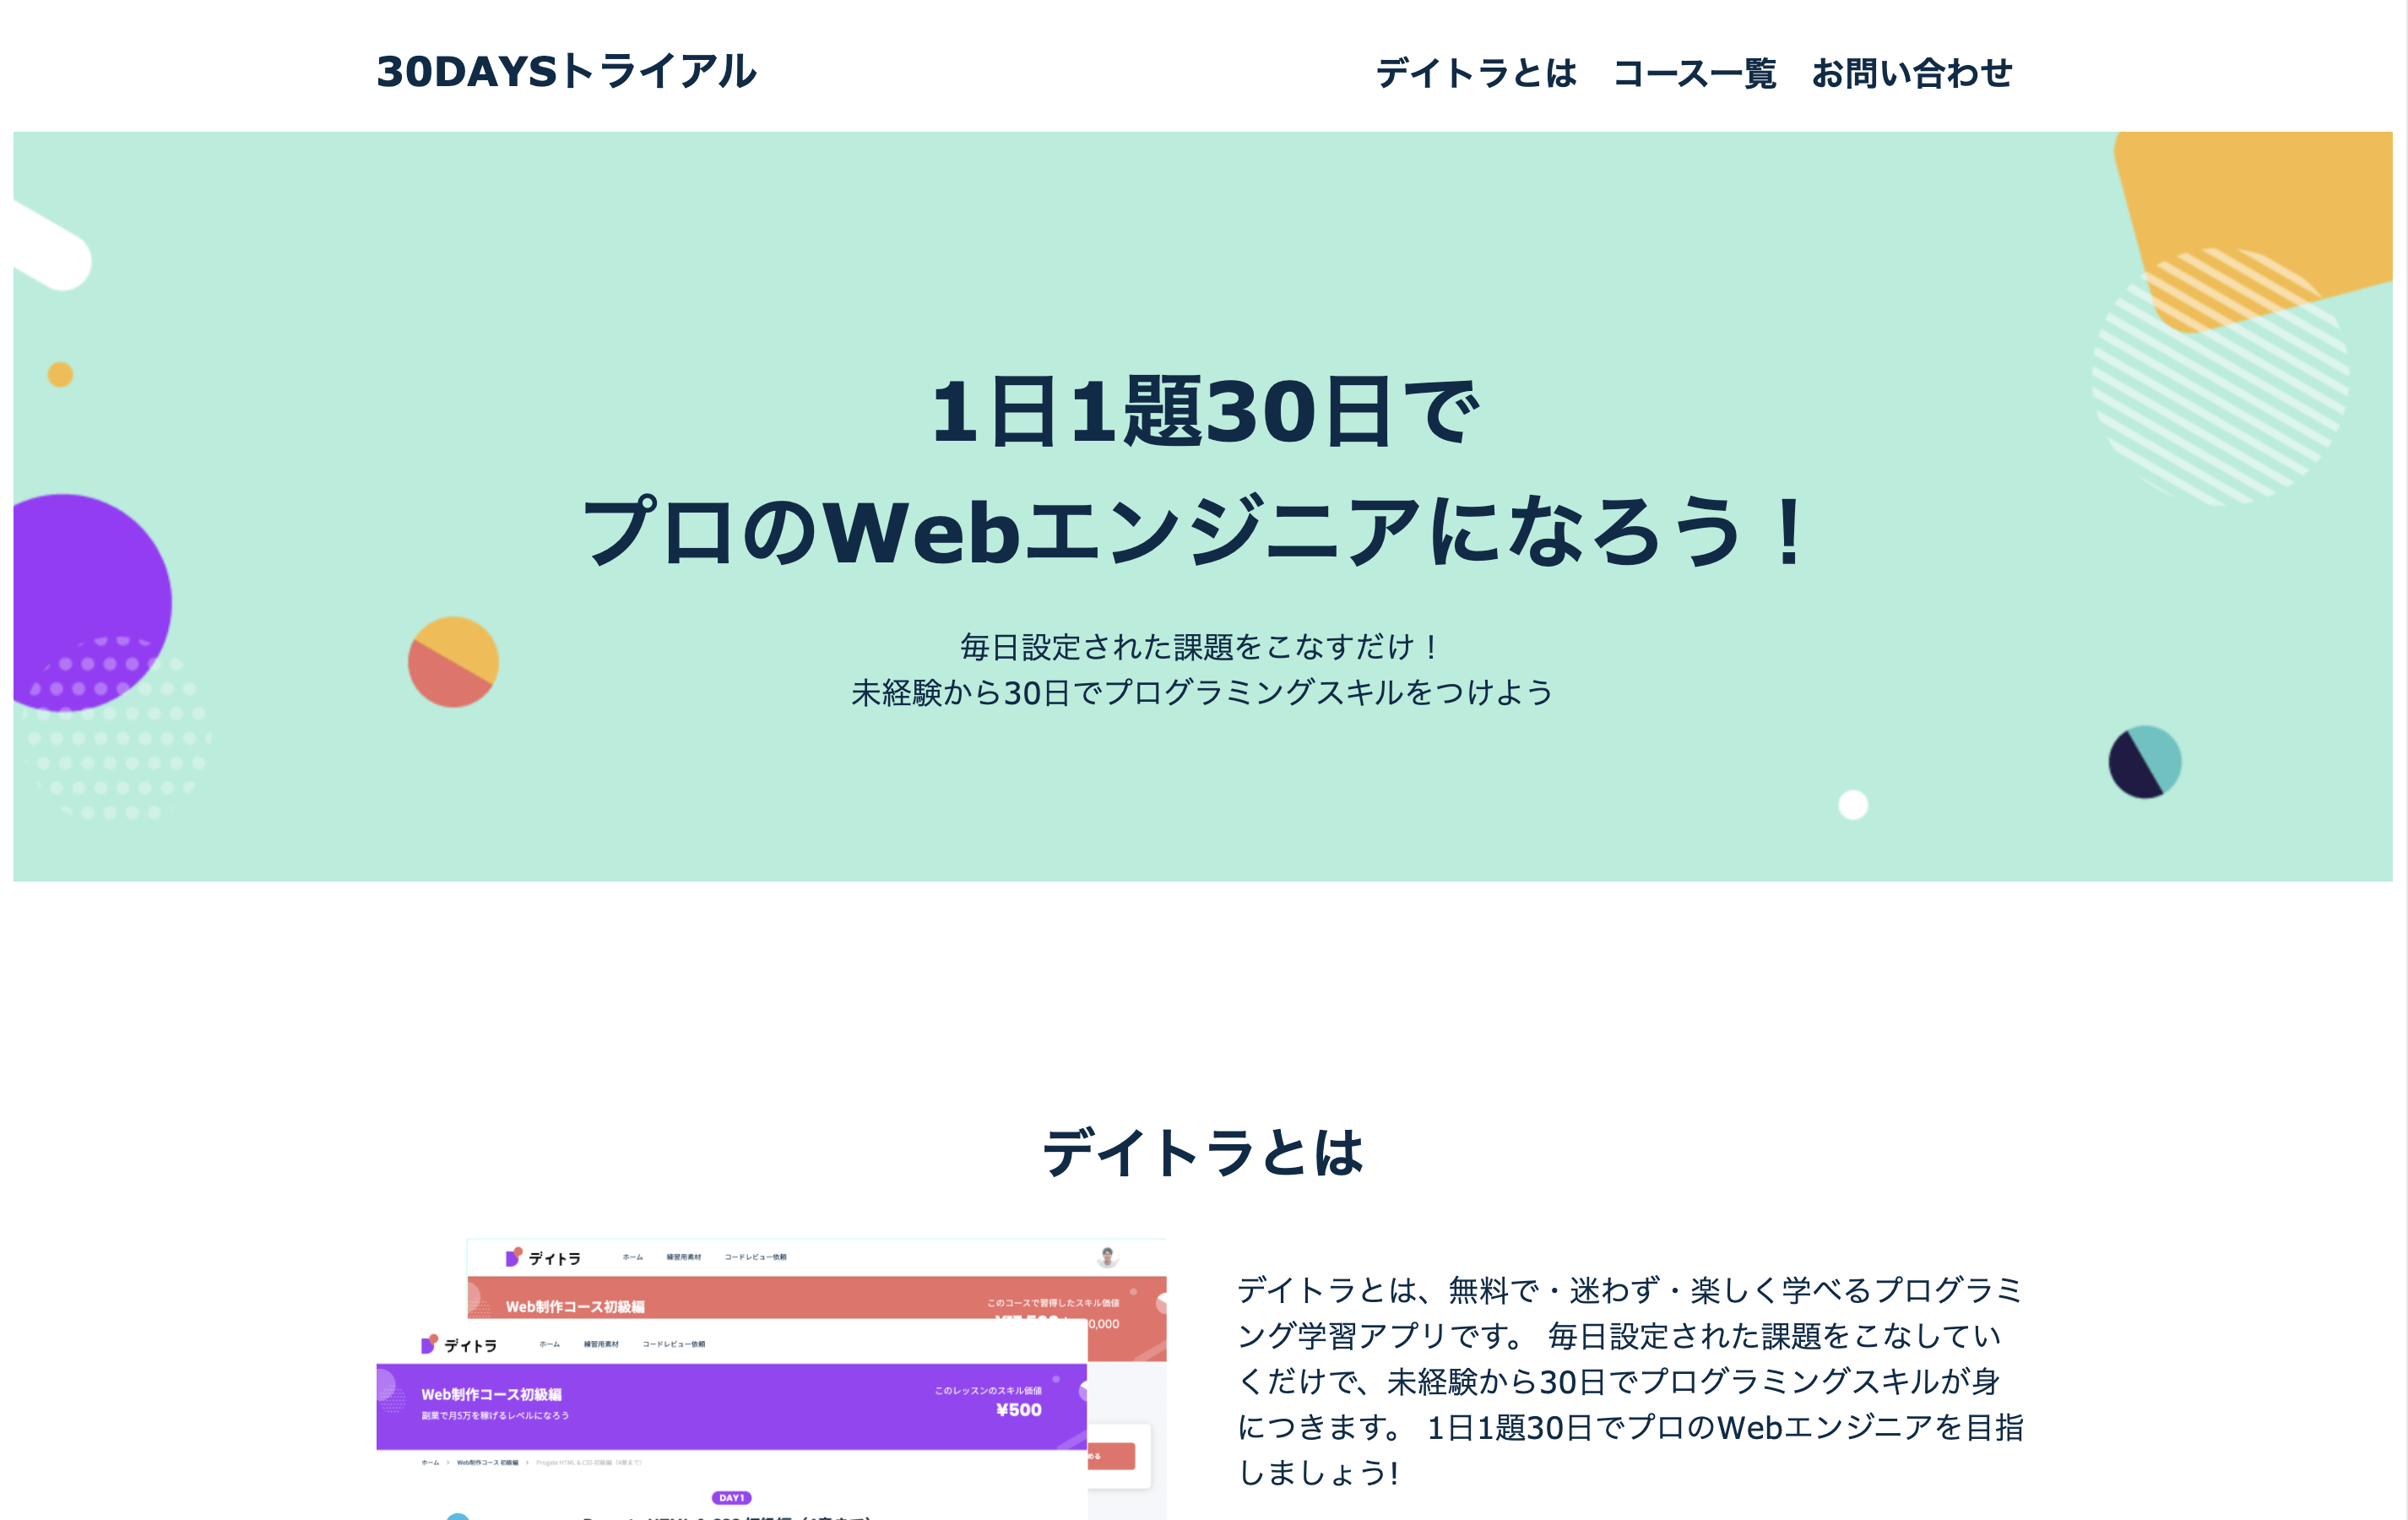 30DAYSトライアル
デイトラとは コース一覧 お問い合わせ
1日1題30日で
プロのWebエンジニアになろう！
毎日設定された課題をこなすだけ！
未経験から30日でプログラミングスキルをつけよう
デイトラとは
デイトラ ホーム 練習用素材 コードレビュー依頼
Web制作コース初級編
このコースで習得したスキル価値
0,000
デイトラ ホーム 練習用素材 コードレビュー依頼
Web制作コース初級編
副業で月5万を稼げるレベルになろう
このレッスンのスキル価値
¥500
める
ホーム > Web制作コース 初級編 > Progate HTML & CSS 初級編（4章まで）
DAY1
デイトラとは、無料で・迷わず・楽しく学べるプログラミ
ング学習アプリです。 毎日設定された課題をこなしてい
くだけで、未経験から30日でプログラミングスキルが身
につきます。 1日1題30日でプロのWebエンジニアを目指
しましょう!